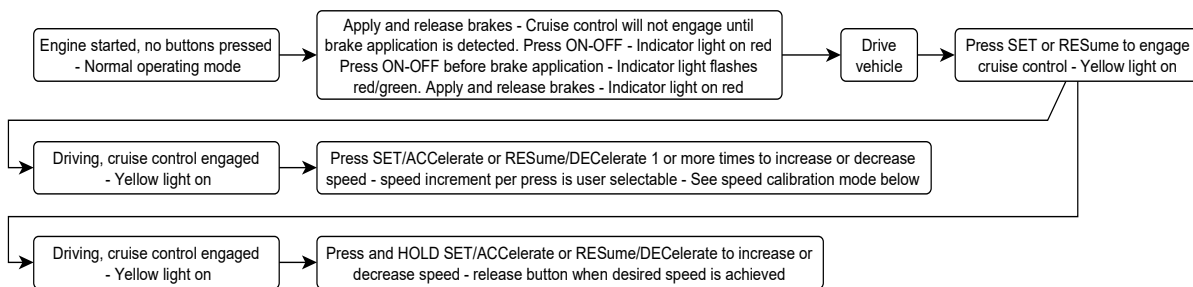 Engine started, no buttons pressed
- Normal operating mode
Apply and release brakes - Cruise control will not engage until
brake application is detected. Press ON-OFF - Indicator light on red
Press ON-OFF before brake application - Indicator light flashes
red/green. Apply and release brakes - Indicator light on red
Drive
vehicle
Press SET or RESume to engage
cruise control - Yellow light on
Driving, cruise control engaged
- Yellow light on
Press SET/ACCelerate or RESume/DECelerate 1 or more times to increase or decrease
speed - speed increment per press is user selectable - See speed calibration mode below
Driving, cruise control engaged
- Yellow light on
Press and HOLD SET/ACCelerate or RESume/DECelerate to increase or
decrease speed - release button when desired speed is achieved